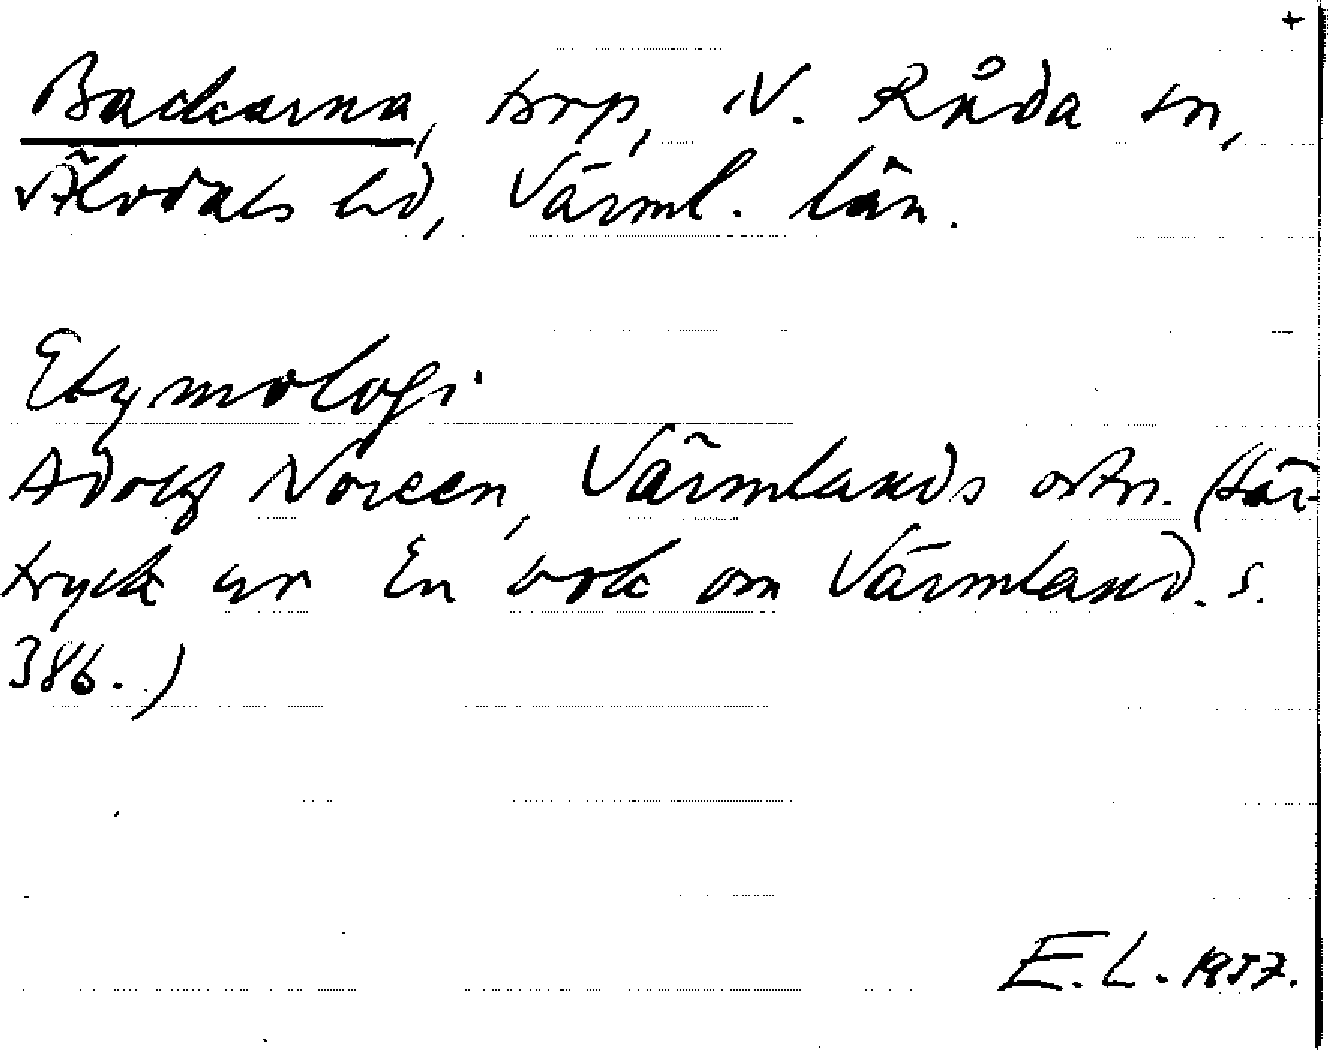 +
Backarna, torp, N. Råda sn,
Älvdals hd, Värml. län.
Etymologi
Adolf Noreen, Värmlands ortn. (Sär-
tryck ur En bok om Värmland. s.
386.)
E. L. 1957.